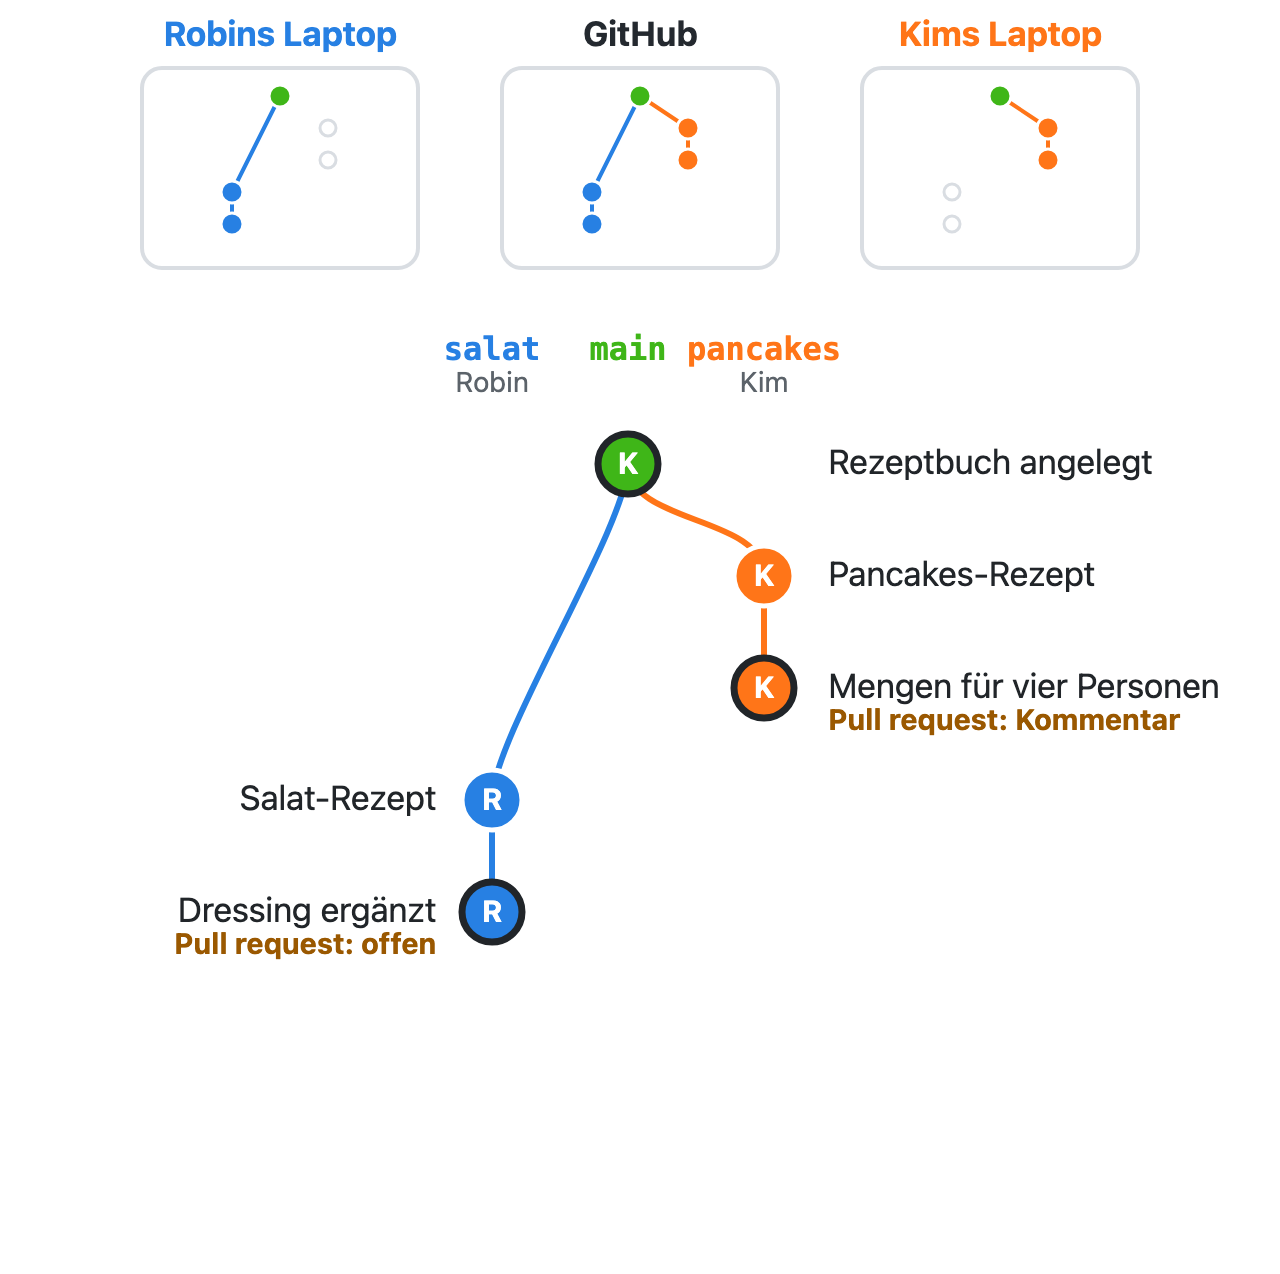 Robins Laptop
GitHub
Kims Laptop
salat
main
pancakes
Robin
Kim
K
Rezeptbuch angelegt
K
Pancakes-Rezept
K
Mengen für vier Personen
Pull request: Kommentar
Salat-Rezept
R
Dressing ergänzt
R
Pull request: offen